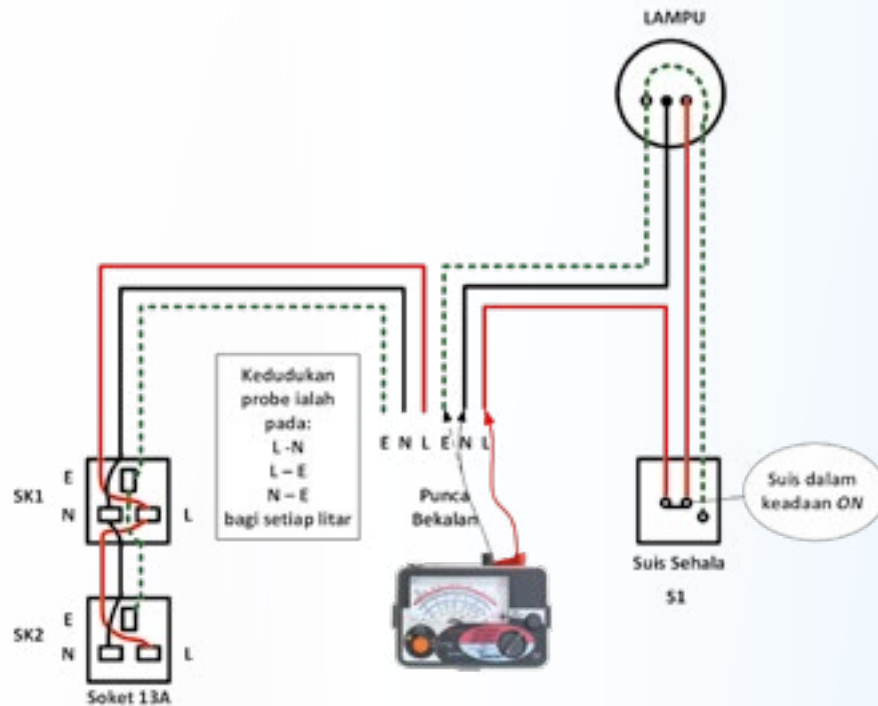 LAMPU
Kedudukan
probe ialah
pada:
L -N
L – E
N – E
bagi setiap litar
E N L E N L
Punca
Bekalan
SK1
E
N
L
SK2
E
N
L
Soket 13A
Suis dalam
keadaan ON
Suis Sehala
S1